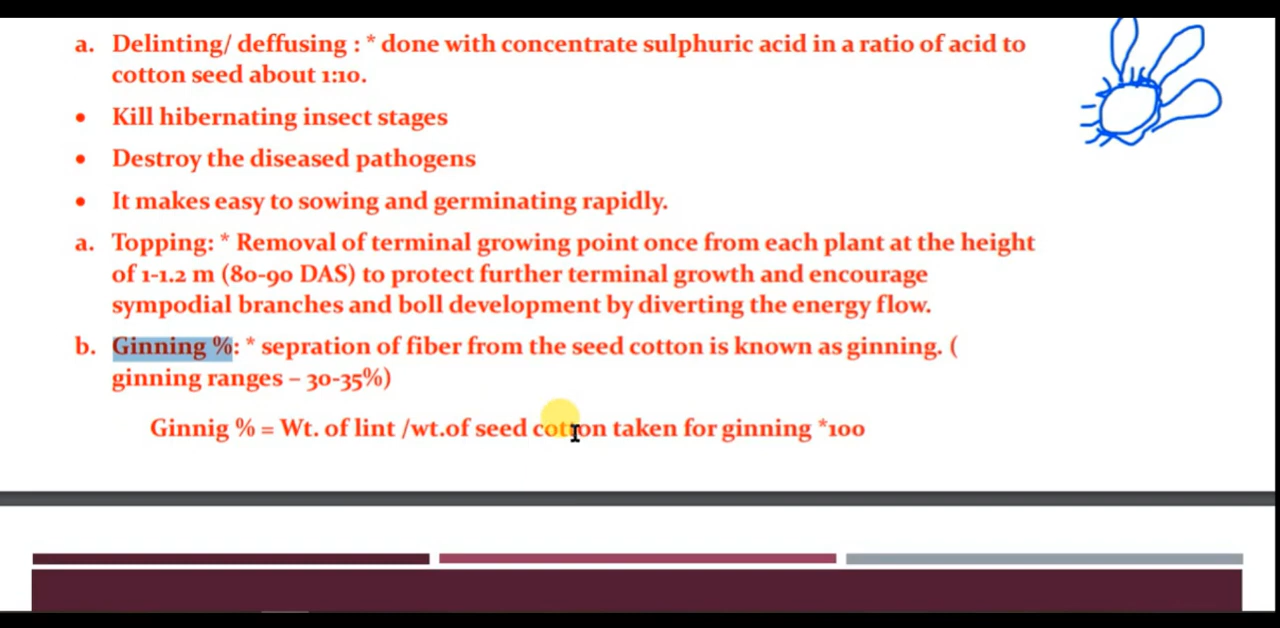 a. Delinting/ deffusing : * done with concentrate sulphuric acid in a ratio of acid to
cotton seed about 1:10.
• Kill hibernating insect stages
• Destroy the diseased pathogens
• It makes easy to sowing and germinating rapidly.
a. Topping: * Removal of terminal growing point once from each plant at the height
of 1-1.2 m (80-90 DAS) to protect further terminal growth and encourage
sympodial branches and boll development by diverting the energy flow.
b. Ginning %: * sepration of fiber from the seed cotton is known as ginning. (
ginning ranges – 30-35%)
Ginnig % = Wt. of lint /wt.of seed cotton taken for ginning *100